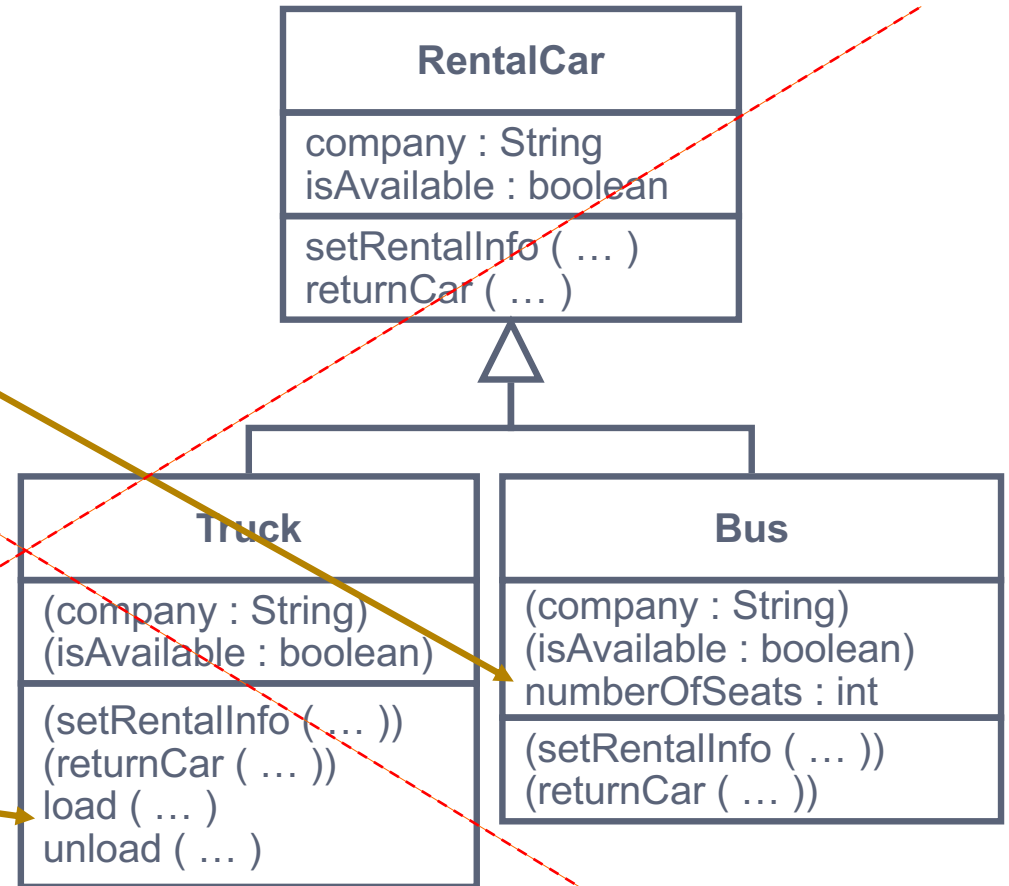 RentalCar
company : String
isAvailable : boolean
setRentalInfo ( … )
returnCar ( … )
Truck
(company : String)
(isAvailable : boolean)
(setRentalInfo ( … ))
(returnCar ( … ))
load ( … )
unload ( … )
Bus
(company : String)
(isAvailable : boolean)
numberOfSeats : int
(setRentalInfo ( … ))
(returnCar ( … ))